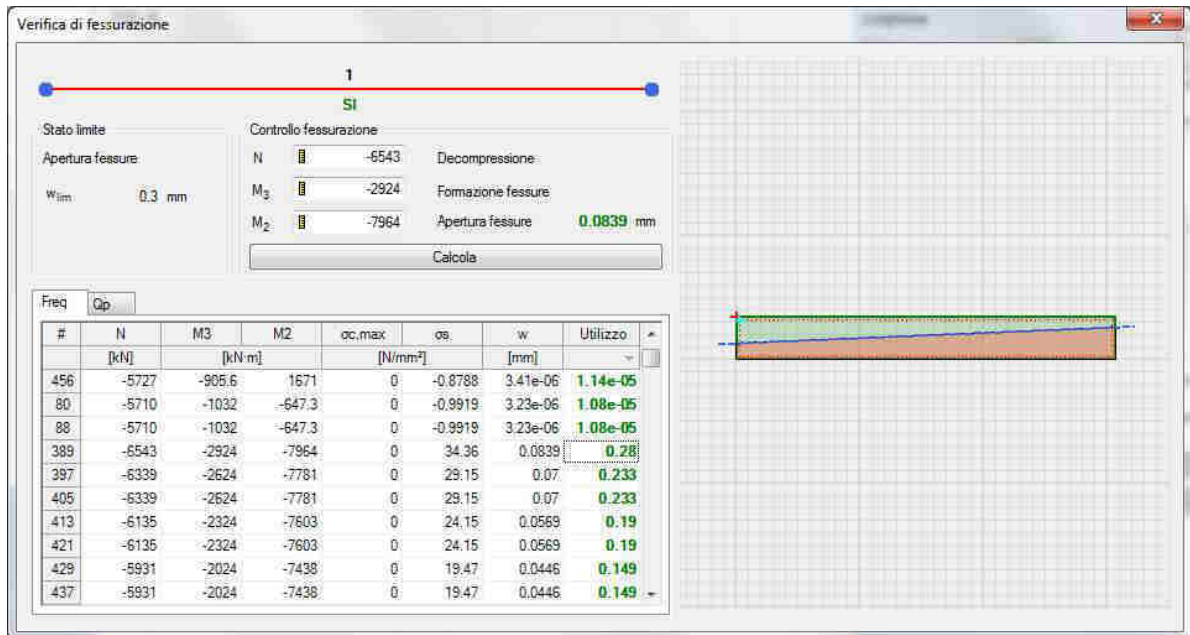 Verifica di fessurazione
1
SI
Stato limite
Apertura fessure
wlim 0.3 mm
Controllo fessurazione
N -6543 Decompressione
M3 -2924 Formazione fessure
M2 -7964 Apertura fessure 0.0839 mm
Calcola
Freq Qp
# N M3 M2 σc,max σs w Utilizzo
[kN] [kN·m] [N/mm²] [mm]
456 -5727 -905.6 1671 0 -0.8788 3.41e-06 1.14e-05
80 -5710 -1032 -647.3 0 -0.9919 3.23e-06 1.08e-05
88 -5710 -1032 -647.3 0 -0.9919 3.23e-06 1.08e-05
389 -6543 -2924 -7964 0 34.36 0.0839 0.28
397 -6339 -2624 -7781 0 29.15 0.07 0.233
405 -6339 -2624 -7781 0 29.15 0.07 0.233
413 -6135 -2324 -7603 0 24.15 0.0569 0.19
421 -6135 -2324 -7603 0 24.15 0.0569 0.19
429 -5931 -2024 -7438 0 19.47 0.0446 0.149
437 -5931 -2024 -7438 0 19.47 0.0446 0.149